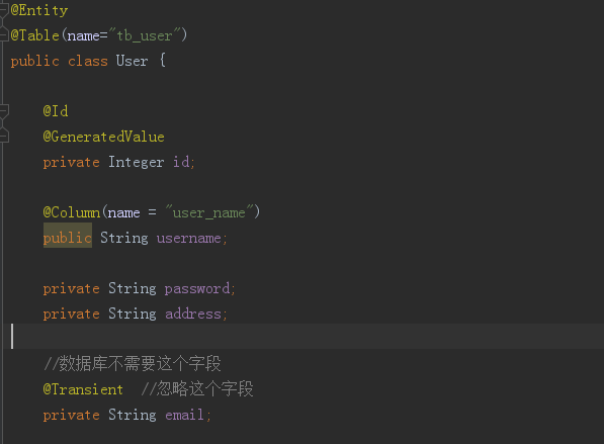 @Entity
@Table(name="tb_user")
public class User {
@Id
@GeneratedValue
private Integer id;
@Column(name = "user_name")
public String username;
private String password;
private String address;
//数据库不需要这个字段
@Transient //忽略这个字段
private String email;